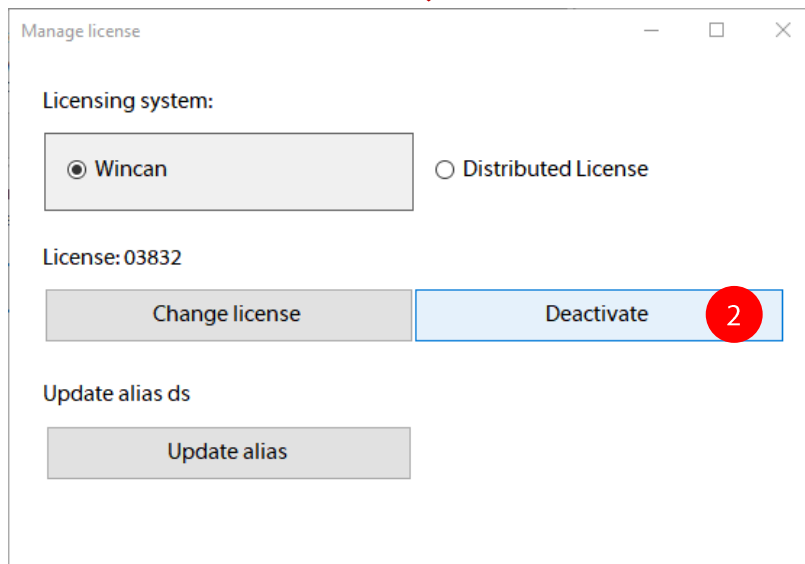 Manage license
Licensing system:
Wincan Distributed License
License: 03832
Change license Deactivate 2
Update alias ds
Update alias